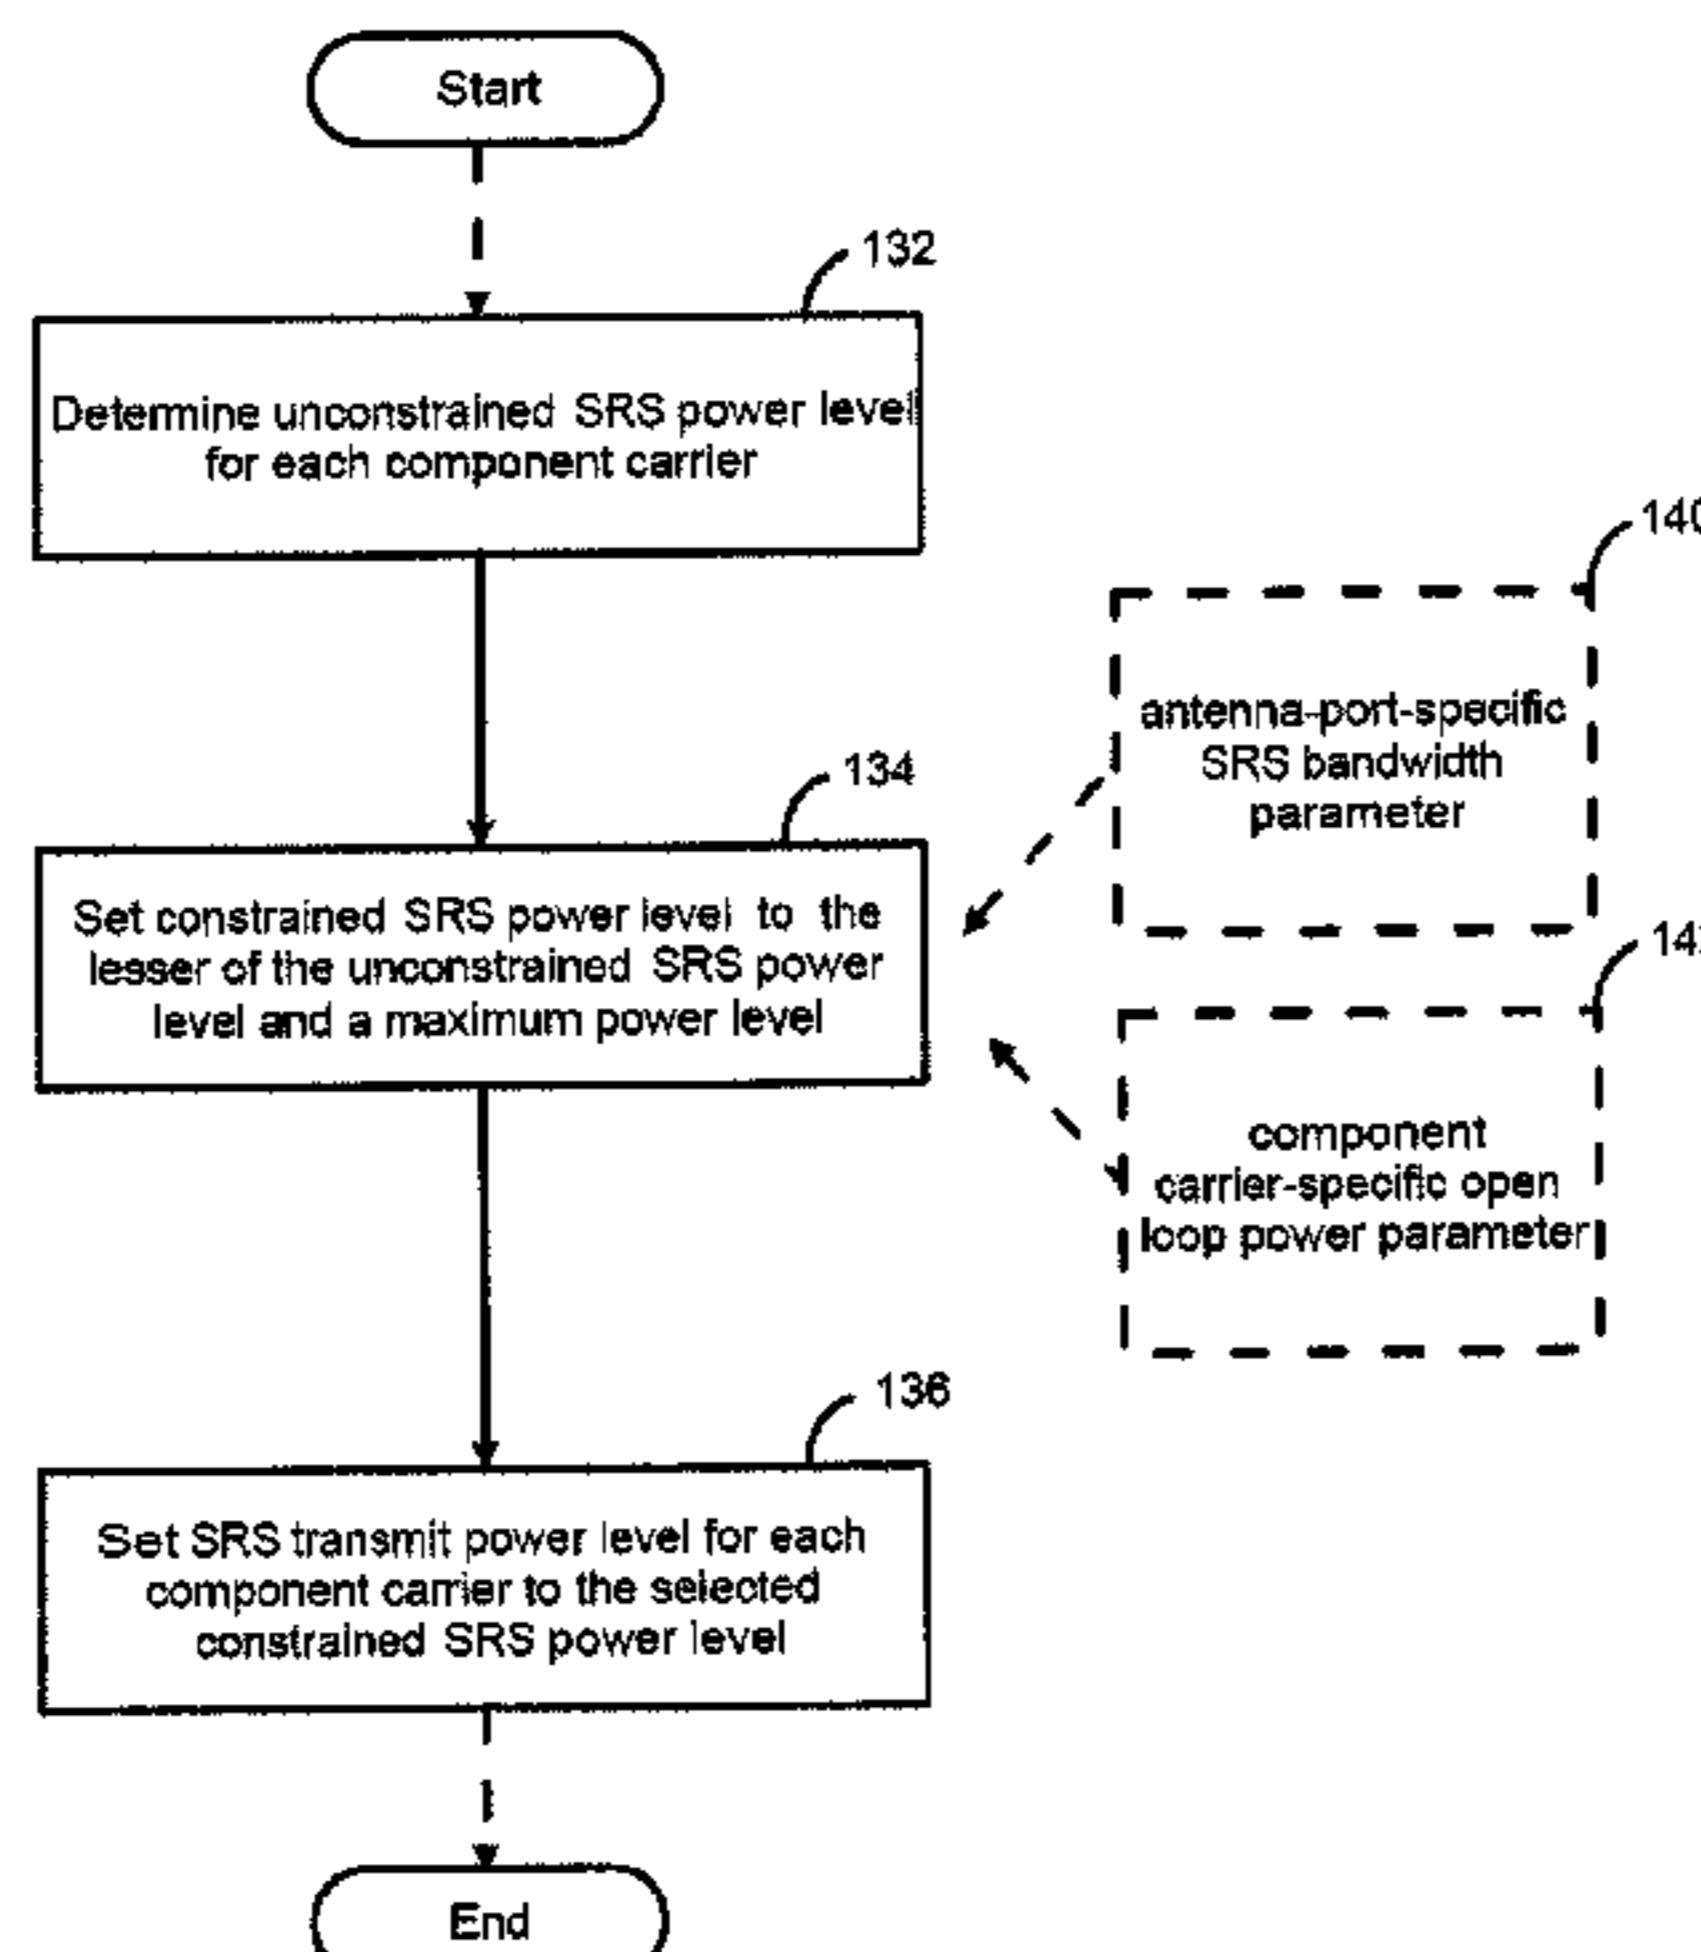 Start
132
Determine unconstrained SRS power level
for each component carrier
140
antenna-port-specific
SRS bandwidth
parameter
134
Set constrained SRS power level to the
lesser of the unconstrained SRS power
level and a maximum power level
component
carrier-specific open
loop power parameter
136
Set SRS transmit power level for each
component carrier to the selected
constrained SRS power level
End